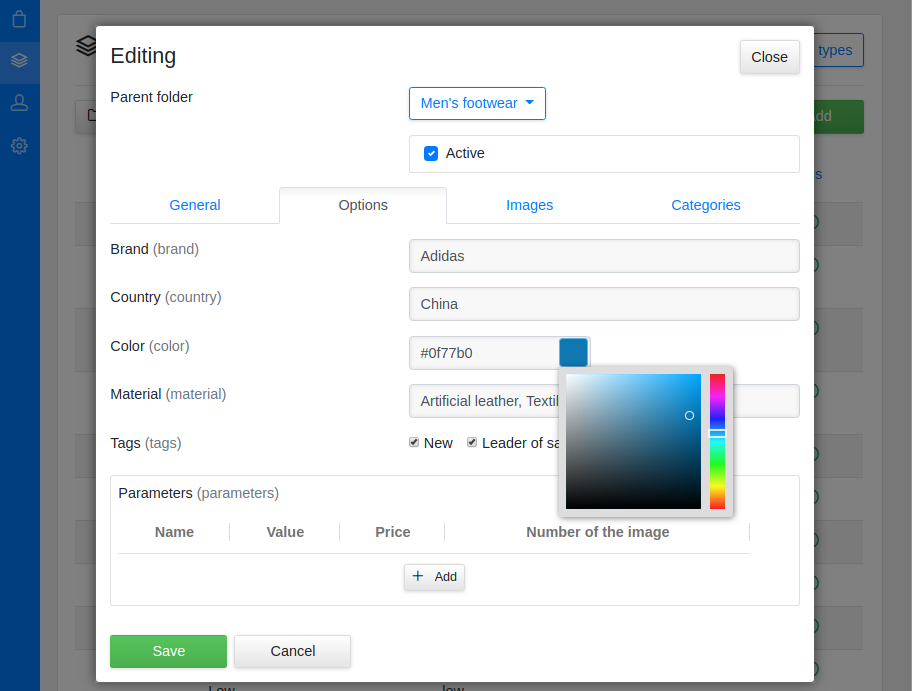 Editing
Close
types
Parent folder
Men's footwear
Add
Active
s
General Options Images Categories
Brand (brand)
Adidas
Country (country)
China
Color (color)
#0f77b0
Material (material)
Artificial leather, Textil
Tags (tags)
New Leader of sa
Parameters (parameters)
Name Value Price Number of the image
+ Add
Save Cancel
Low low